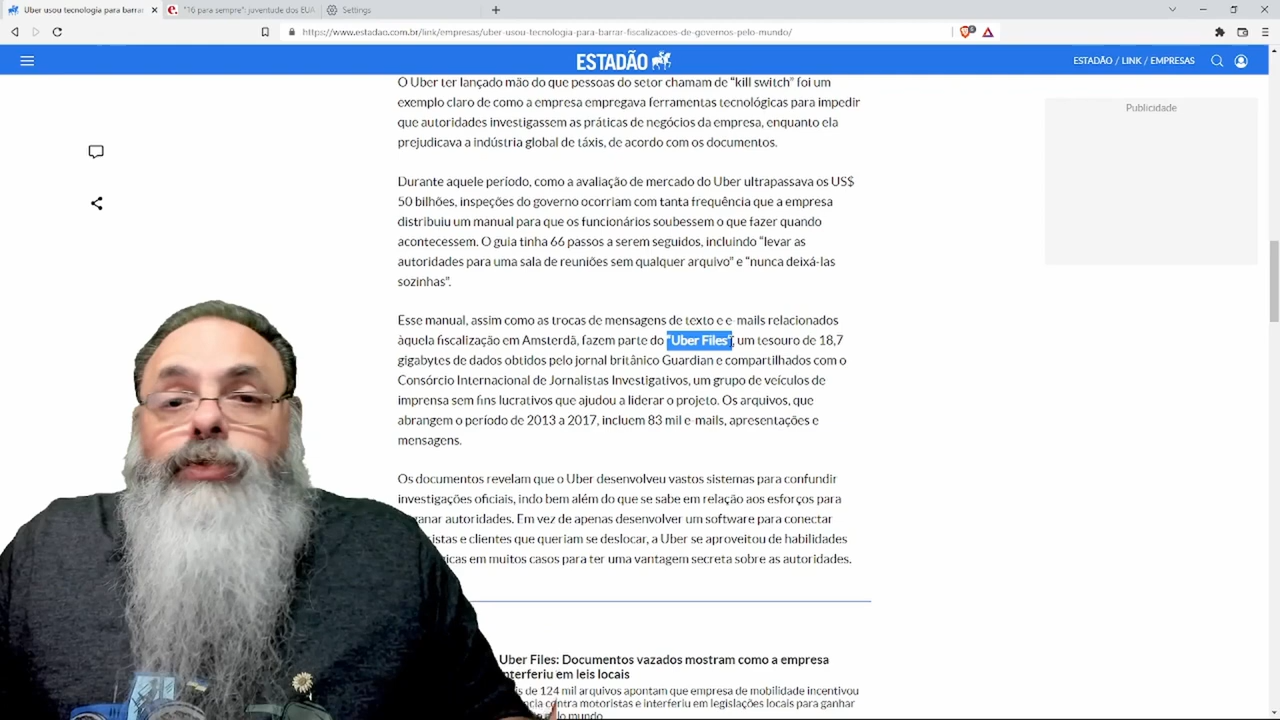 Uber usou tecnologia para barrar
"16 para sempre": juventude dos EUA
Settings
https://www.estadao.com.br/link/empresas/uber-usou-tecnologia-para-barrar-fiscalizacoes-de-governos-pelo-mundo/
ESTADÃO
ESTADÃO / LINK / EMPRESAS
Publicidade
O Uber ter lançado mão do que pessoas do setor chamam de “kill switch” foi um
exemplo claro de como a empresa empregava ferramentas tecnológicas para impedir
que autoridades investigassem as práticas de negócios da empresa, enquanto ela
prejudicava a indústria global de táxis, de acordo com os documentos.
Durante aquele período, como a avaliação de mercado do Uber ultrapassava os US$
50 bilhões, inspeções do governo ocorriam com tanta frequência que a empresa
distribuiu um manual para que os funcionários soubessem o que fazer quando
acontecessem. O guia tinha 66 passos a serem seguidos, incluindo “levar as
autoridades para uma sala de reuniões sem qualquer arquivo” e “nunca deixá-las
sozinhas”.
Esse manual, assim como as trocas de mensagens de texto e e-mails relacionados
àquela fiscalização em Amsterdã, fazem parte do “Uber Files”, um tesouro de 18,7
gigabytes de dados obtidos pelo jornal britânico Guardian e compartilhados com o
Consórcio Internacional de Jornalistas Investigativos, um grupo de veículos de
imprensa sem fins lucrativos que ajudou a liderar o projeto. Os arquivos, que
abrangem o período de 2013 a 2017, incluem 83 mil e-mails, apresentações e
mensagens.
Os documentos revelam que o Uber desenvolveu vastos sistemas para confundir
investigações oficiais, indo bem além do que se sabe em relação aos esforços para
autoridades. Em vez de apenas desenvolver um software para conectar
e clientes que queriam se deslocar, a Uber se aproveitou de habilidades
em muitos casos para ter uma vantagem secreta sobre as autoridades.
Uber Files: Documentos vazados mostram como a empresa
interferiu em leis locais
de 124 mil arquivos apontam que empresa de mobilidade incentivou
contra motoristas e interferiu em legislações locais para ganhar
mundo